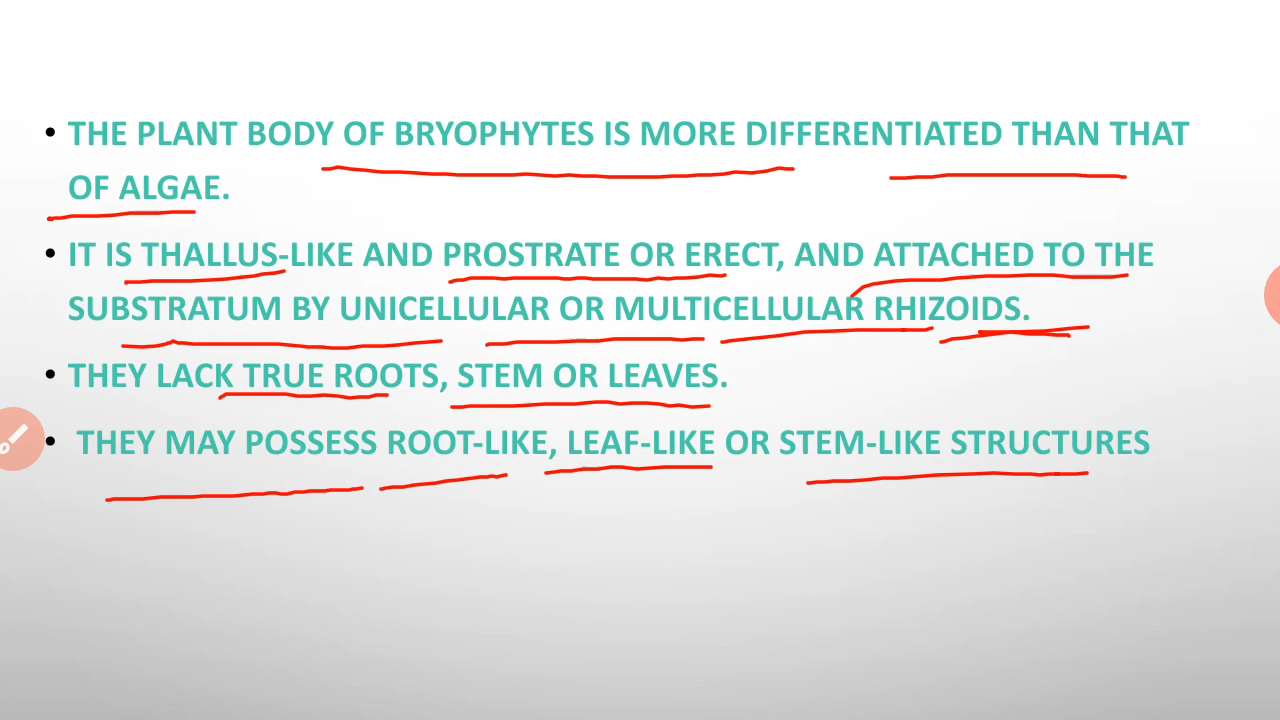 • THE PLANT BODY OF BRYOPHYTES IS MORE DIFFERENTIATED THAN THAT
OF ALGAE.
• IT IS THALLUS-LIKE AND PROSTRATE OR ERECT, AND ATTACHED TO THE
SUBSTRATUM BY UNICELLULAR OR MULTICELLULAR RHIZOIDS.
• THEY LACK TRUE ROOTS, STEM OR LEAVES.
• THEY MAY POSSESS ROOT-LIKE, LEAF-LIKE OR STEM-LIKE STRUCTURES